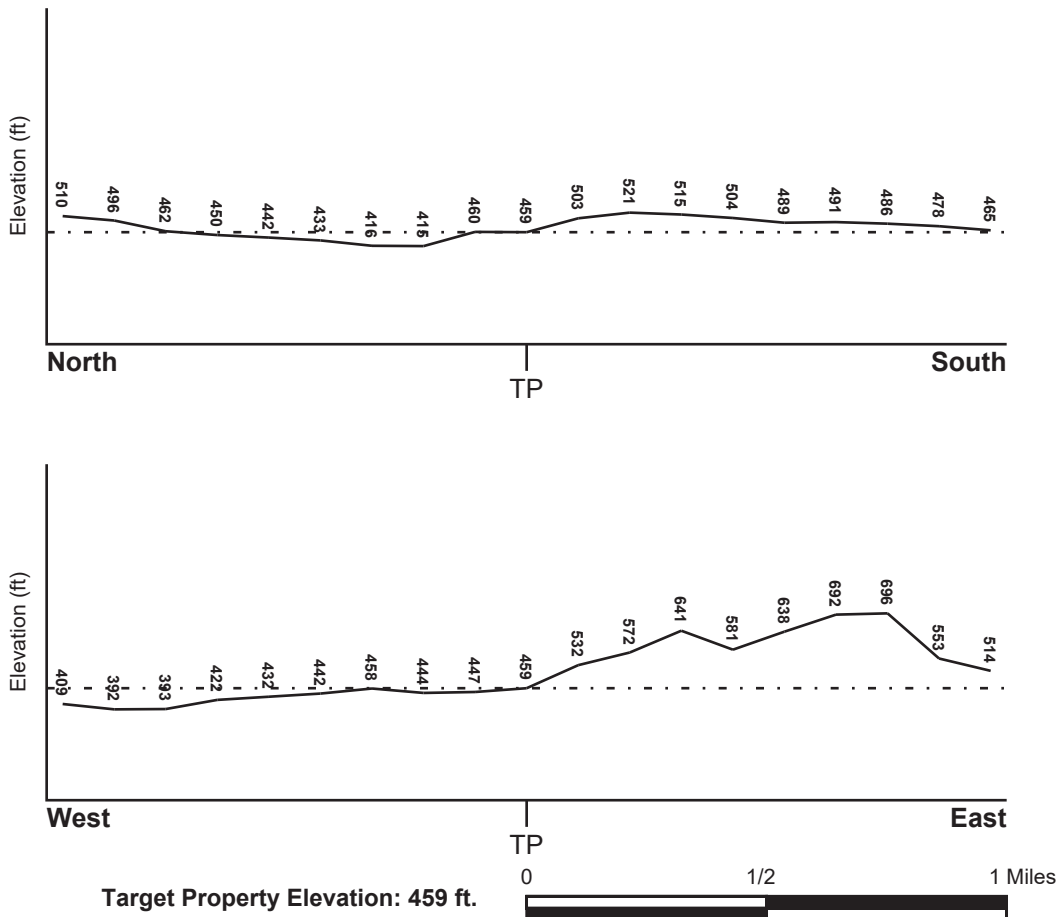 Elevation (ft)
510 496 462 450 442 433 416 415 460 459 503 521 515 504 489 491 486 478 465
North South
TP
Elevation (ft)
409 392 393 422 432 442 458 444 447 459 532 572 641 581 638 692 696 553 514
West East
TP
Target Property Elevation: 459 ft.
0 1/2 1 Miles